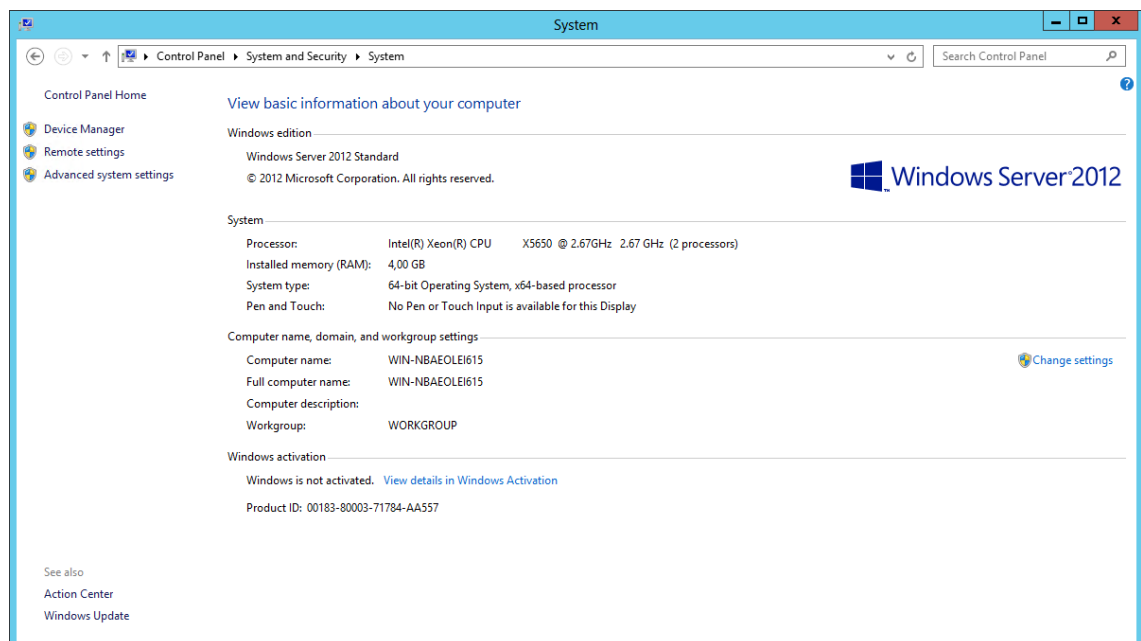 System
Control Panel ▸ System and Security ▸ System
Search Control Panel
Control Panel Home
Device Manager
Remote settings
Advanced system settings
View basic information about your computer
Windows edition
Windows Server 2012 Standard
© 2012 Microsoft Corporation. All rights reserved.
Windows Server 2012
System
Processor: Intel(R) Xeon(R) CPU X5650 @ 2.67GHz 2.67 GHz (2 processors)
Installed memory (RAM): 4,00 GB
System type: 64-bit Operating System, x64-based processor
Pen and Touch: No Pen or Touch Input is available for this Display
Computer name, domain, and workgroup settings
Computer name: WIN-NBAEOLEI615
Change settings
Full computer name: WIN-NBAEOLEI615
Computer description:
Workgroup: WORKGROUP
Windows activation
Windows is not activated. View details in Windows Activation
Product ID: 00183-80003-71784-AA557
See also
Action Center
Windows Update